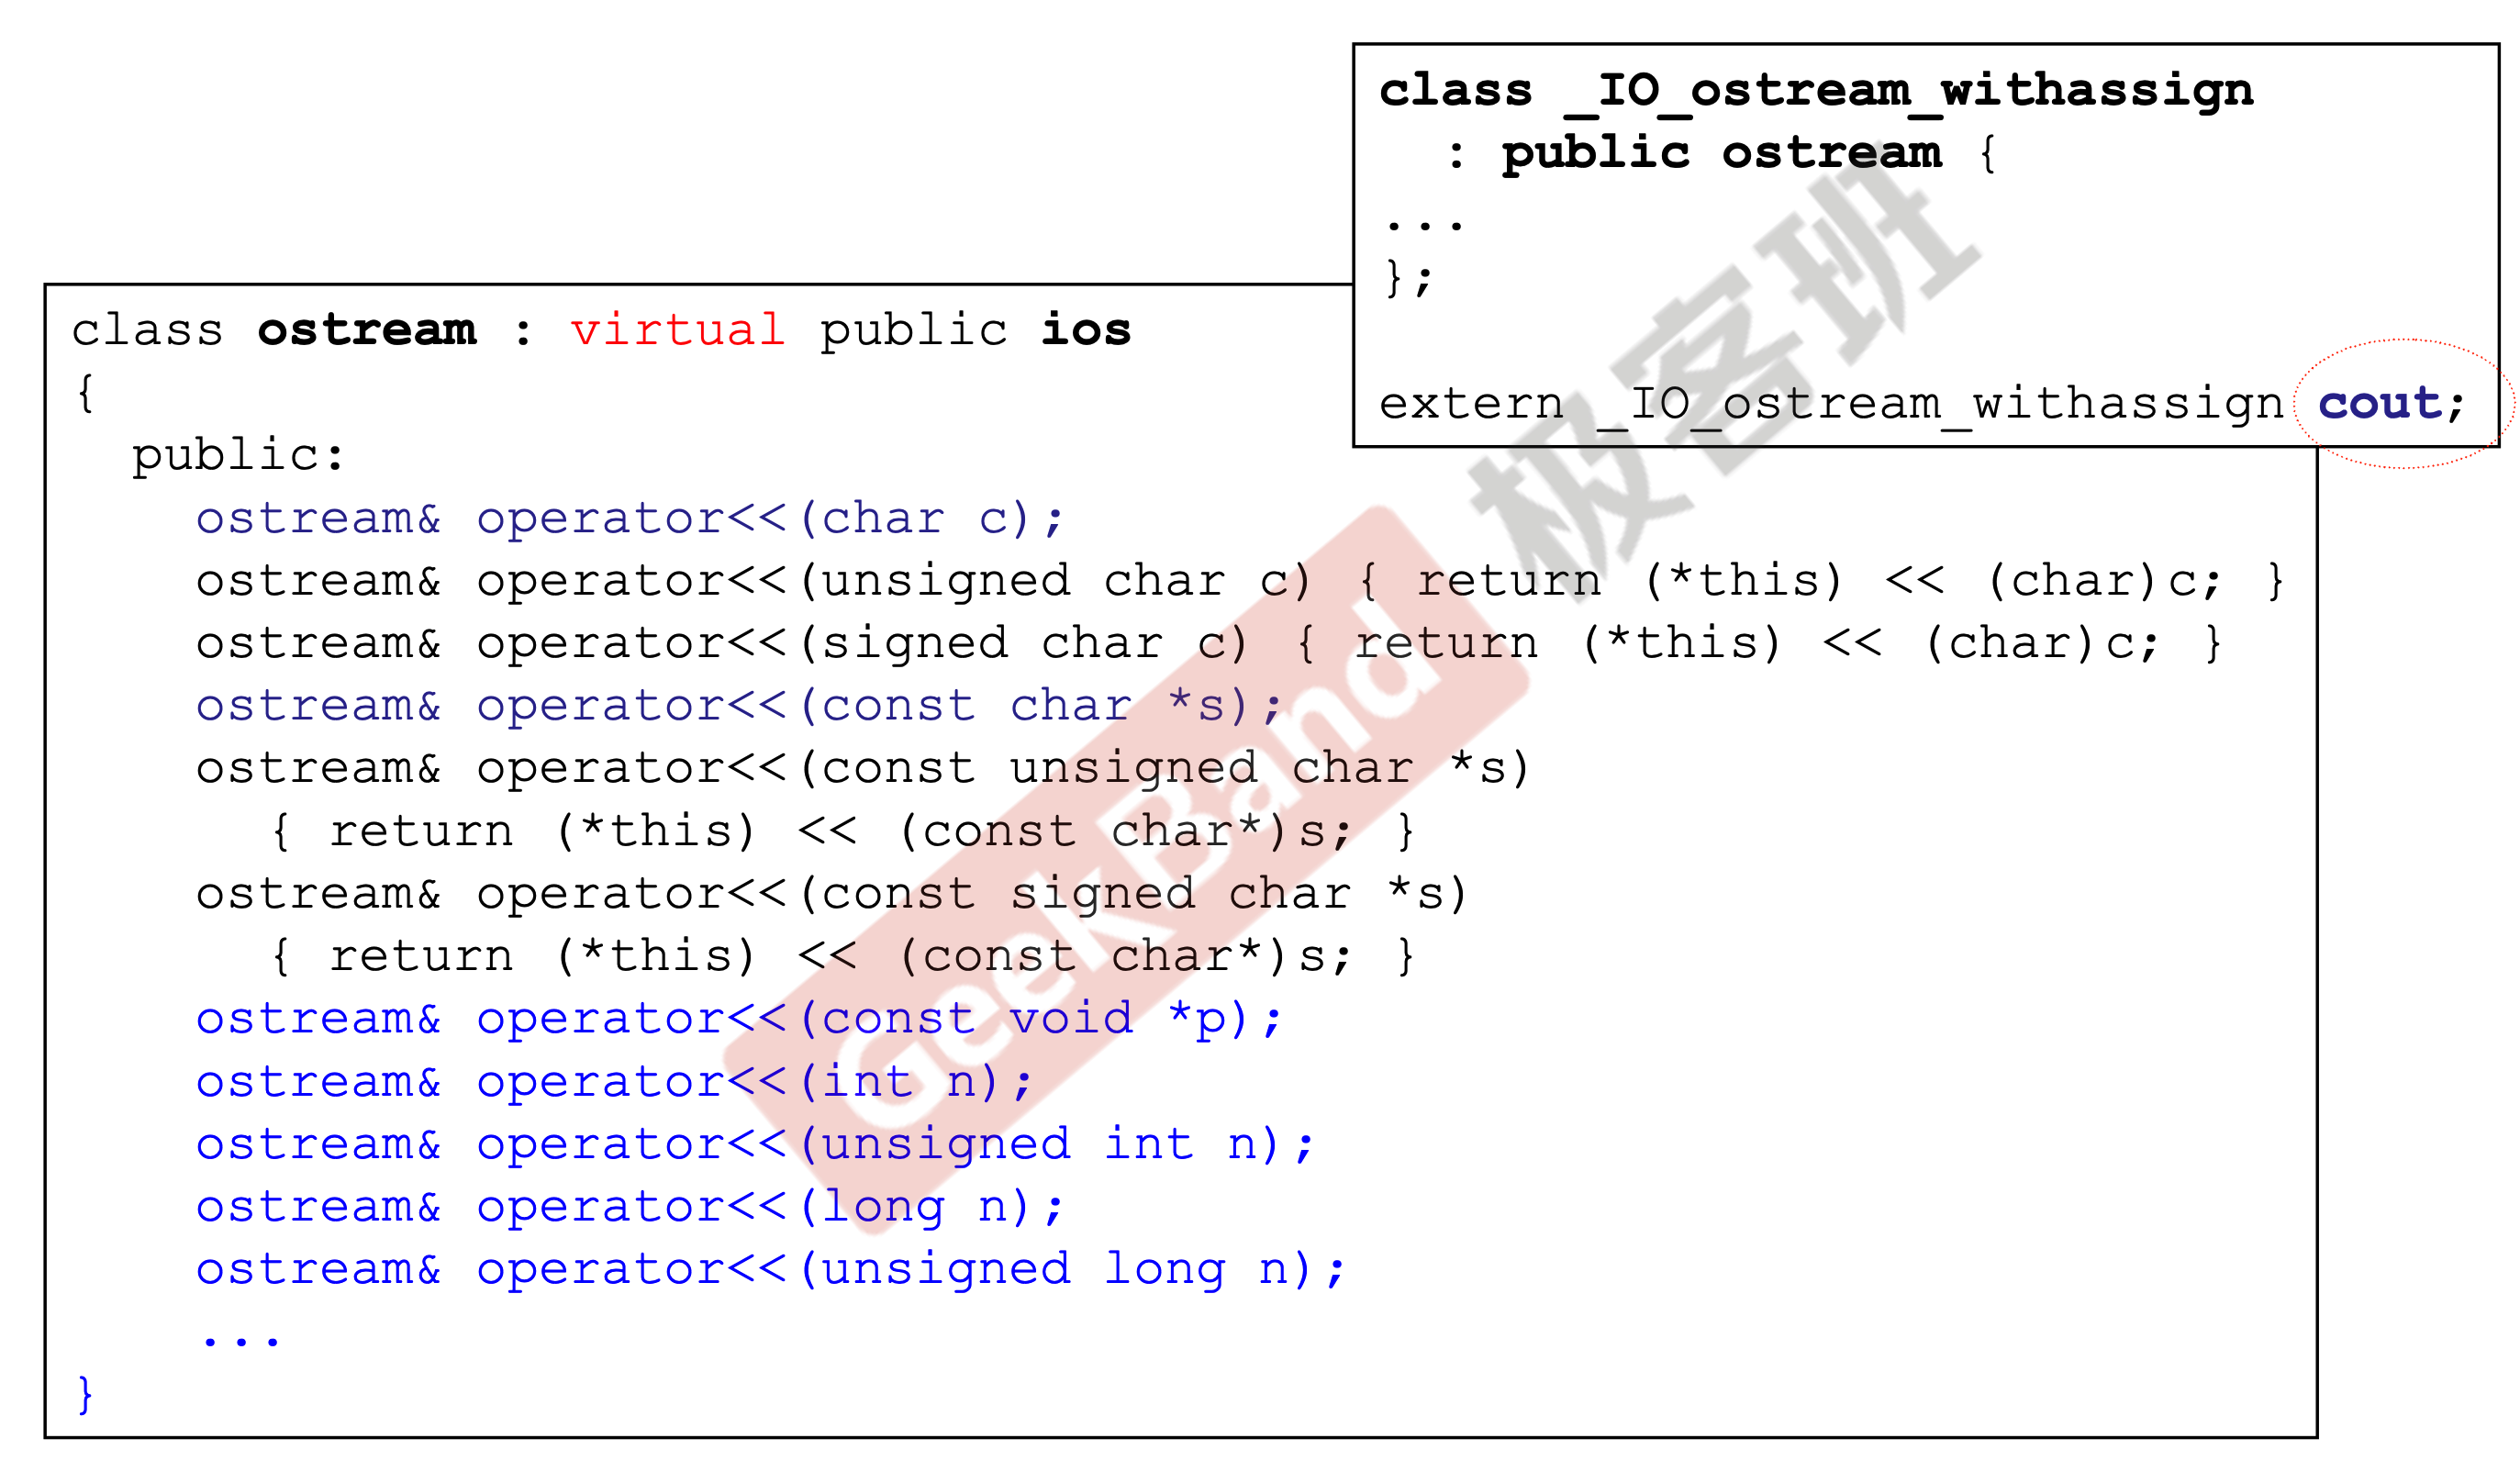 class _IO_ostream_withassign
: public ostream {
...
};
extern _IO_ostream_withassign cout;
class ostream : virtual public ios
{
public:
ostream& operator<<(char c);
ostream& operator<<(unsigned char c) { return (*this) << (char)c; }
ostream& operator<<(signed char c) { return (*this) << (char)c; }
ostream& operator<<(const char *s);
ostream& operator<<(const unsigned char *s)
{ return (*this) << (const char*)s; }
ostream& operator<<(const signed char *s)
{ return (*this) << (const char*)s; }
ostream& operator<<(const void *p);
ostream& operator<<(int n);
ostream& operator<<(unsigned int n);
ostream& operator<<(long n);
ostream& operator<<(unsigned long n);
...
}
GeekBand 极客班